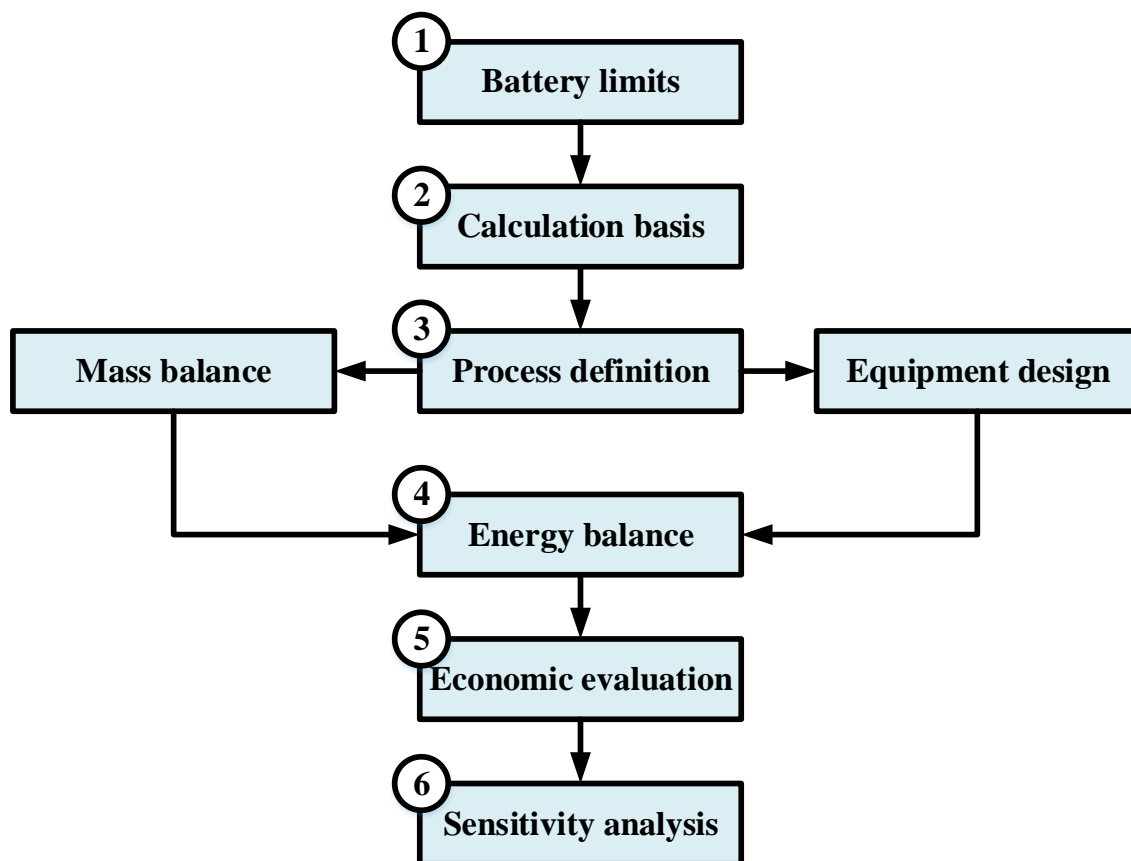 1
Battery limits
2
Calculation basis
3
Mass balance
Process definition
Equipment design
4
Energy balance
5
Economic evaluation
6
Sensitivity analysis